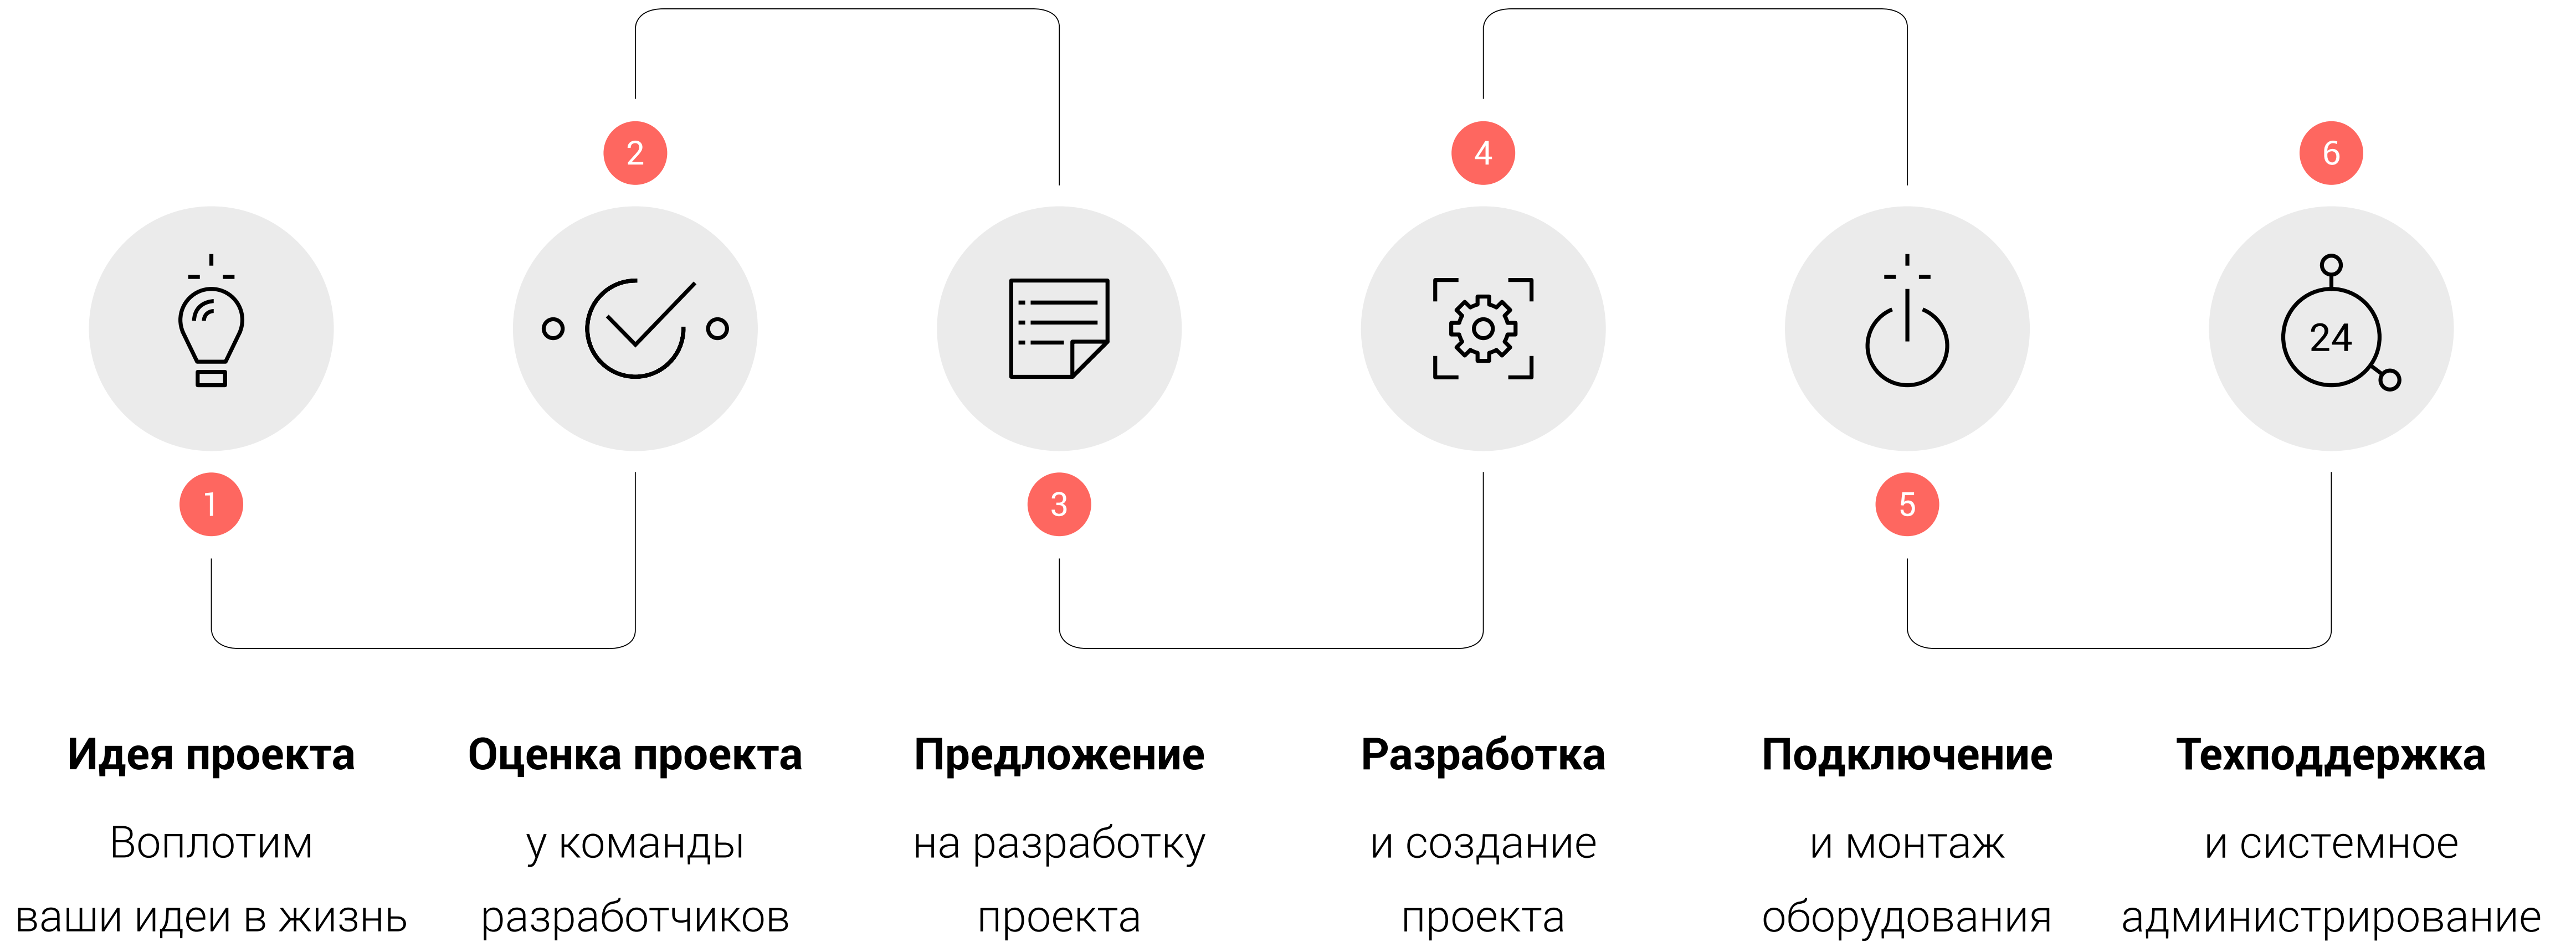 2
4
6
24
1
3
5
Идея проекта
Воплотим
ваши идеи в жизнь
Оценка проекта
у команды
разработчиков
Предложение
на разработку
проекта
Разработка
и создание
проекта
Подключение
и монтаж
оборудования
Техподдержка
и системное
администрирование